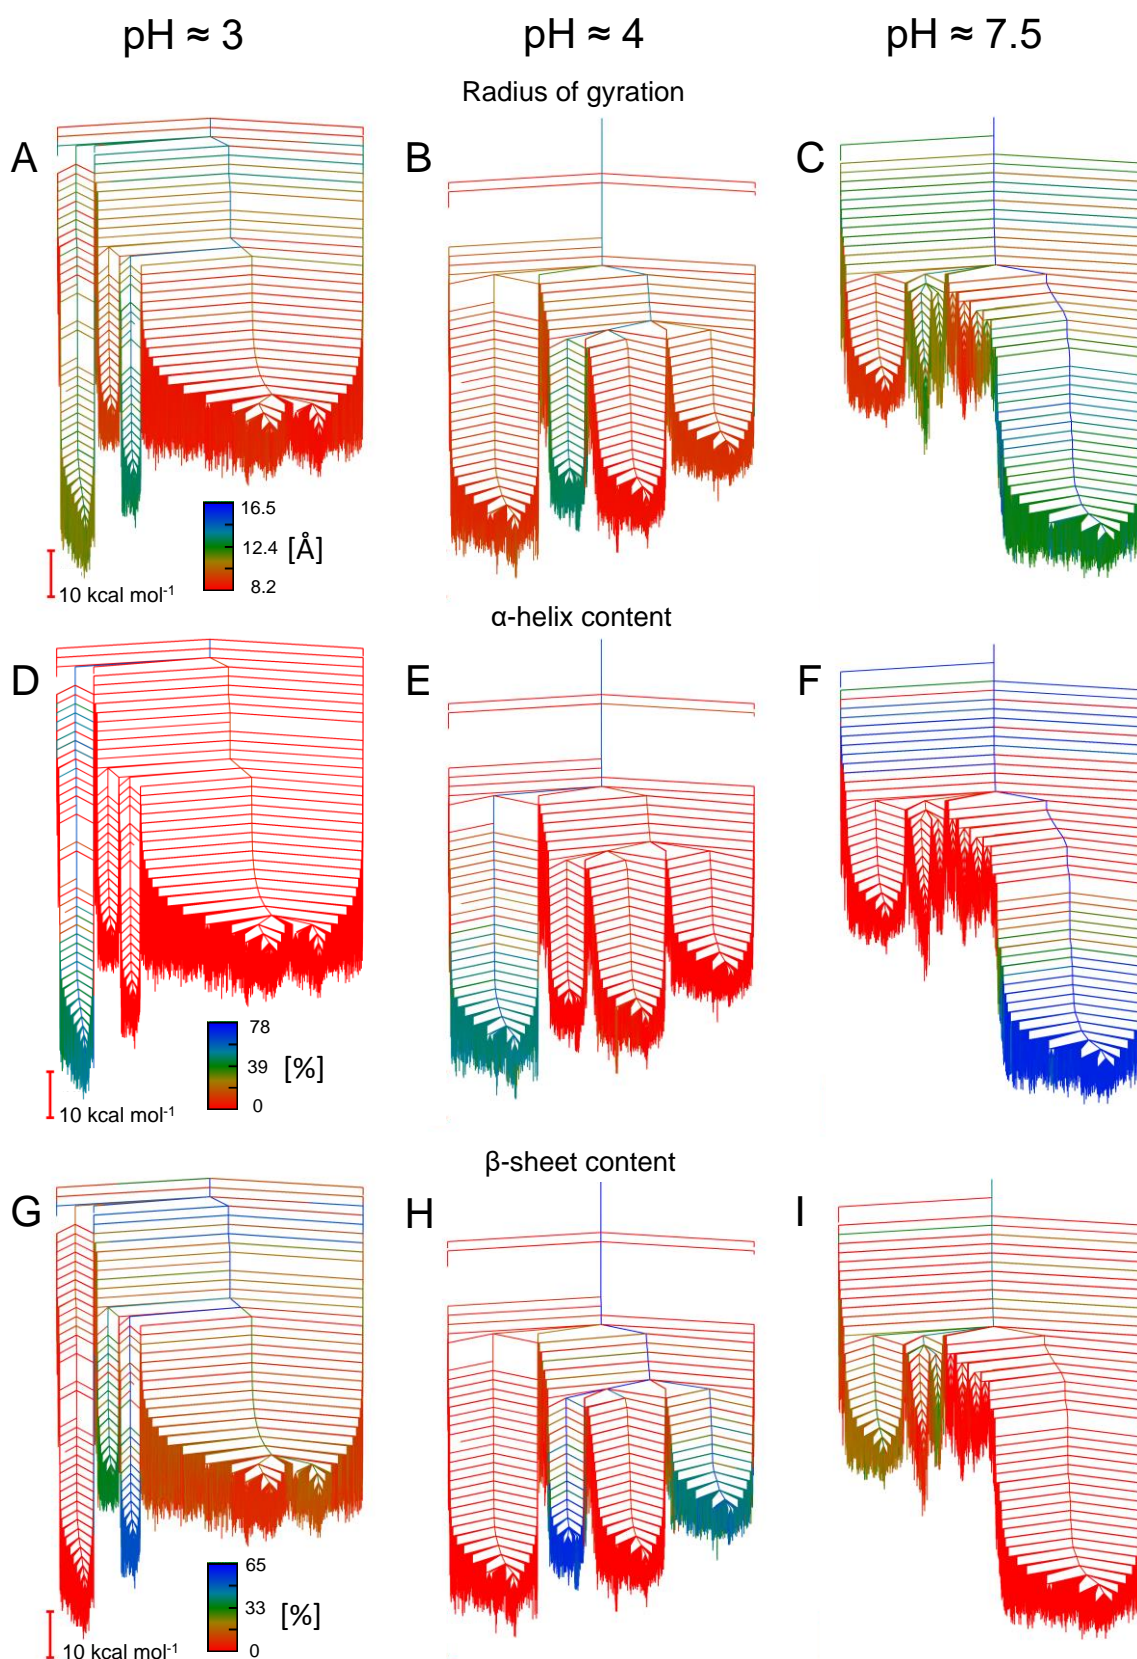 pH ≈ 3 pH ≈ 4 pH ≈ 7.5
Radius of gyration
A B C
16.5
12.4 [Å]
8.2
10 kcal mol⁻¹
α-helix content
D E F
78
39 [%]
0
10 kcal mol⁻¹
β-sheet content
G H I
65
33 [%]
0
10 kcal mol⁻¹